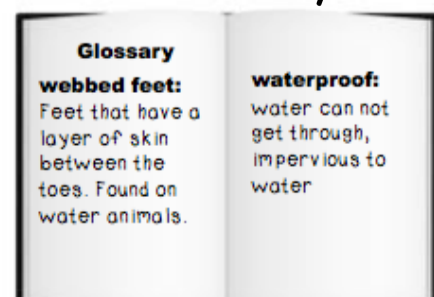 Glossary
webbed feet:
Feet that have a
layer of skin
between the
toes. Found on
water animals.
waterproof:
water can not
get through,
impervious to
water